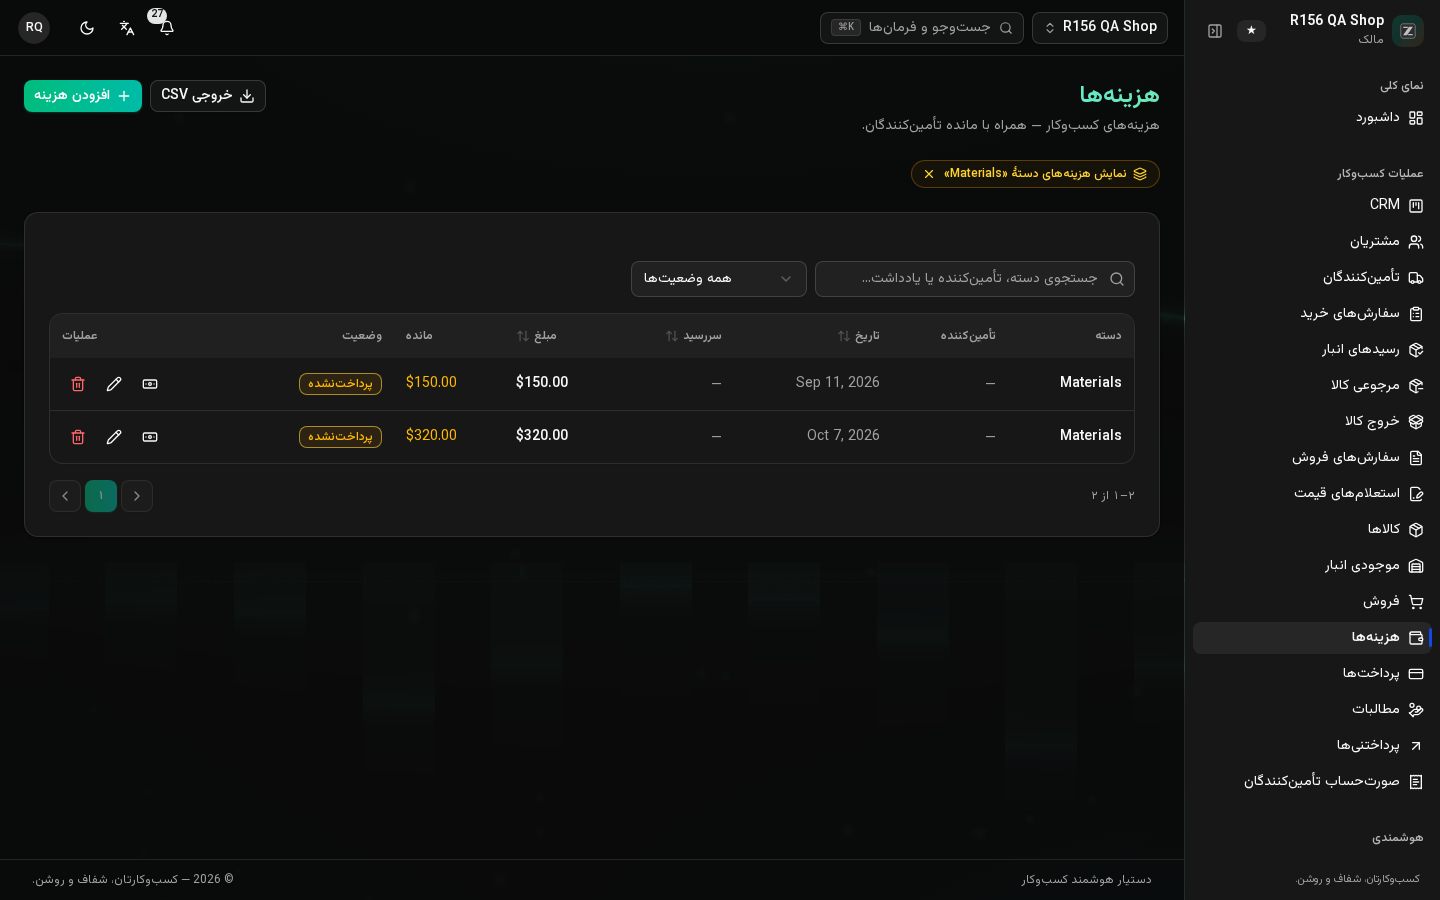 R156 QA Shop
مالک
★
نمای کلی
داشبورد
عملیات کسب‌وکار
CRM
مشتریان
تأمین‌کنندگان
سفارش‌های خرید
رسیدهای انبار
مرجوعی کالا
خروج کالا
سفارش‌های فروش
استعلام‌های قیمت
کالاها
موجودی انبار
فروش
هزینه‌ها
پرداخت‌ها
مطالبات
پرداختنی‌ها
صورت‌حساب تأمین‌کنندگان
هوشمندی
کسب‌وکارتان، شفاف و روشن.
R156 QA Shop
جست‌وجو و فرمان‌ها ⌘K
27
RQ
هزینه‌ها
هزینه‌های کسب‌وکار — همراه با مانده تأمین‌کنندگان.
خروجی CSV
افزودن هزینه
نمایش هزینه‌های دستهٔ «Materials»
جستجوی دسته، تأمین‌کننده یا یادداشت...
همه وضعیت‌ها
دسته تأمین‌کننده تاریخ سررسید مبلغ مانده وضعیت عملیات
Materials — Sep 11, 2026 — $150.00 $150.00 پرداخت‌نشده
Materials — Oct 7, 2026 — $320.00 $320.00 پرداخت‌نشده
۱–۲ از ۲
۱
دستیار هوشمند کسب‌وکار
© 2026 — کسب‌وکارتان، شفاف و روشن.